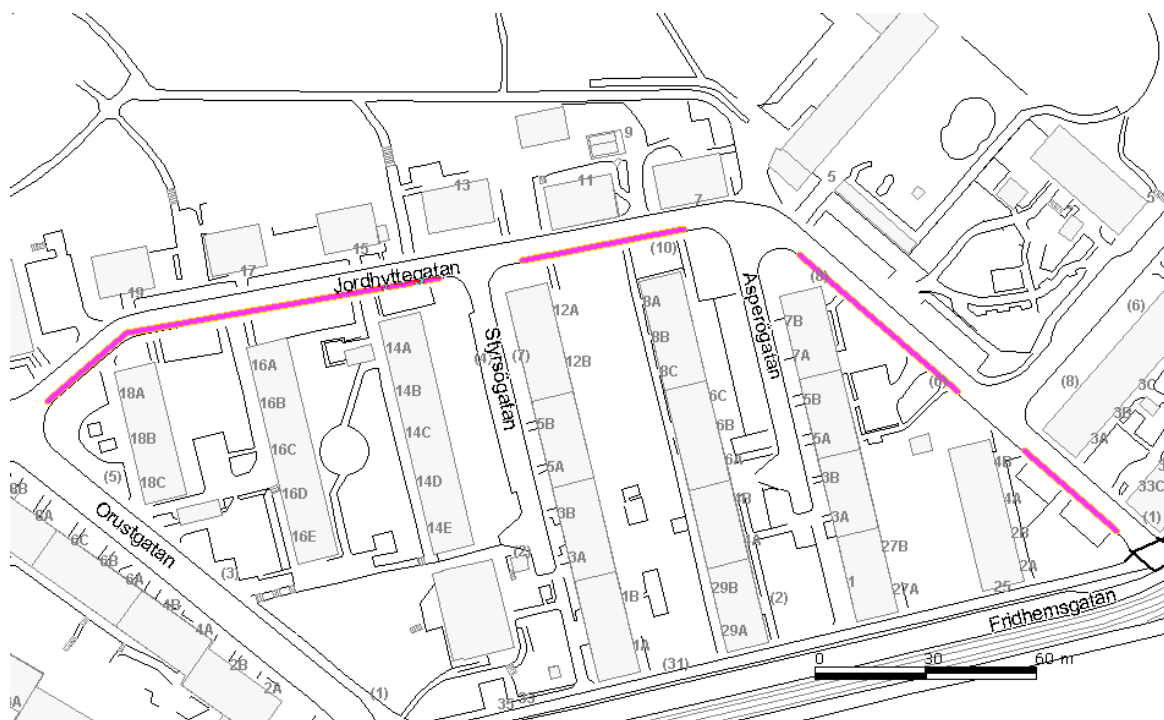 9
13
11
5
5
7
7
15
17
19
(10)
Jordhyttegatan
(8)
(6)
Asperögatan
8A
12A
7B
14A
8B
Styrsögatan
(4)
(7)
12B
7A
16A
8C
(6)
(8)
3C
18A
14B
16B
6C
5B
3B
5B
6B
3A
18B
14C
16C
5A
6A
4B
5A
(5)
18C
14D
3B
33C
8B
16D
4B
4A
(1)
Orustgatan
8A
3B
3A
6C
16E
14E
4A
2B
27B
6B
(2)
3A
(3)
2A
6A
29B
1
27A
25
4B
1B
(2)
Fridhemsgatan
4A
29A
2B
1A
(31)
0
30
60 m
2A
(1)
33
35